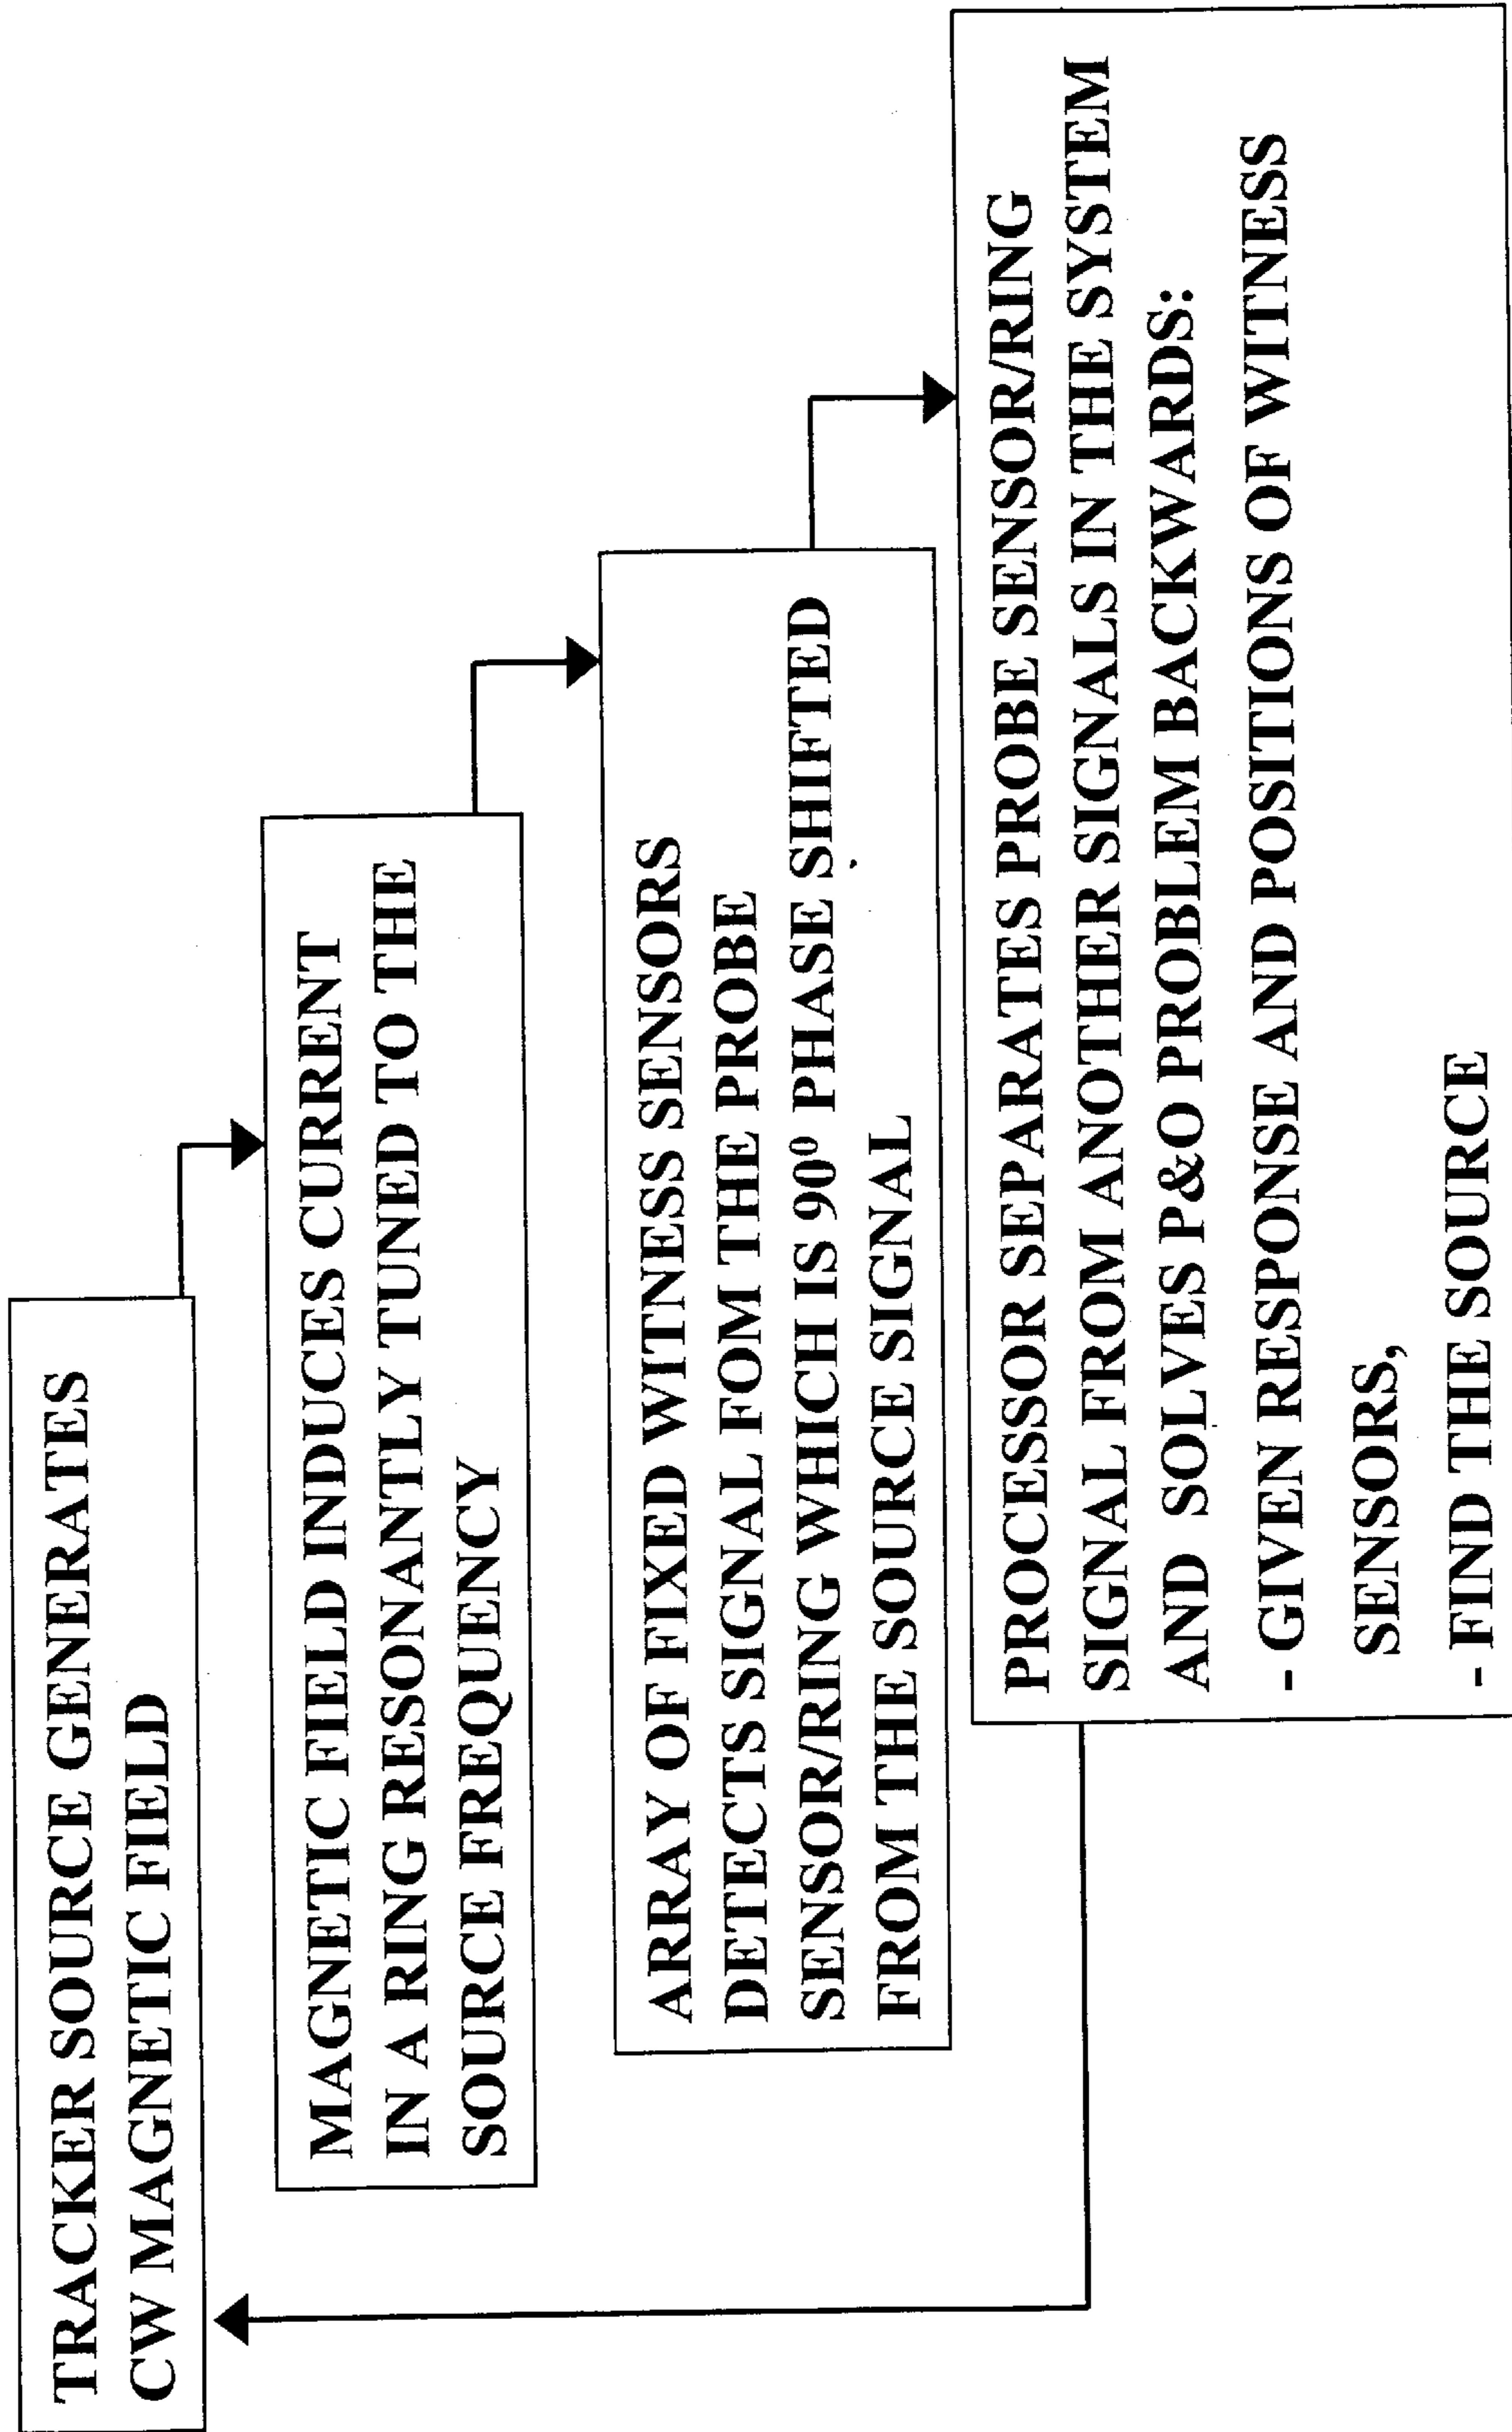 TRACKER SOURCE GENERATES
CW MAGNETIC FIELD
MAGNETIC FIELD INDUCES CURRENT
IN A RING RESONANTLY TUNED TO THE
SOURCE FREQUENCY
ARRAY OF FIXED WITNESS SENSORS
DETECTS SIGNAL FOM THE PROBE
SENSOR/RING WHICH IS 90⁰ PHASE SHIFTED
FROM THE SOURCE SIGNAL
PROCESSOR SEPARATES PROBE SENSOR/RING
SIGNAL FROM ANOTHER SIGNALS IN THE SYSTEM
AND SOLVES P&O PROBLEM BACKWARDS:
- GIVEN RESPONSE AND POSITIONS OF WITNESS
SENSORS,
- FIND THE SOURCE